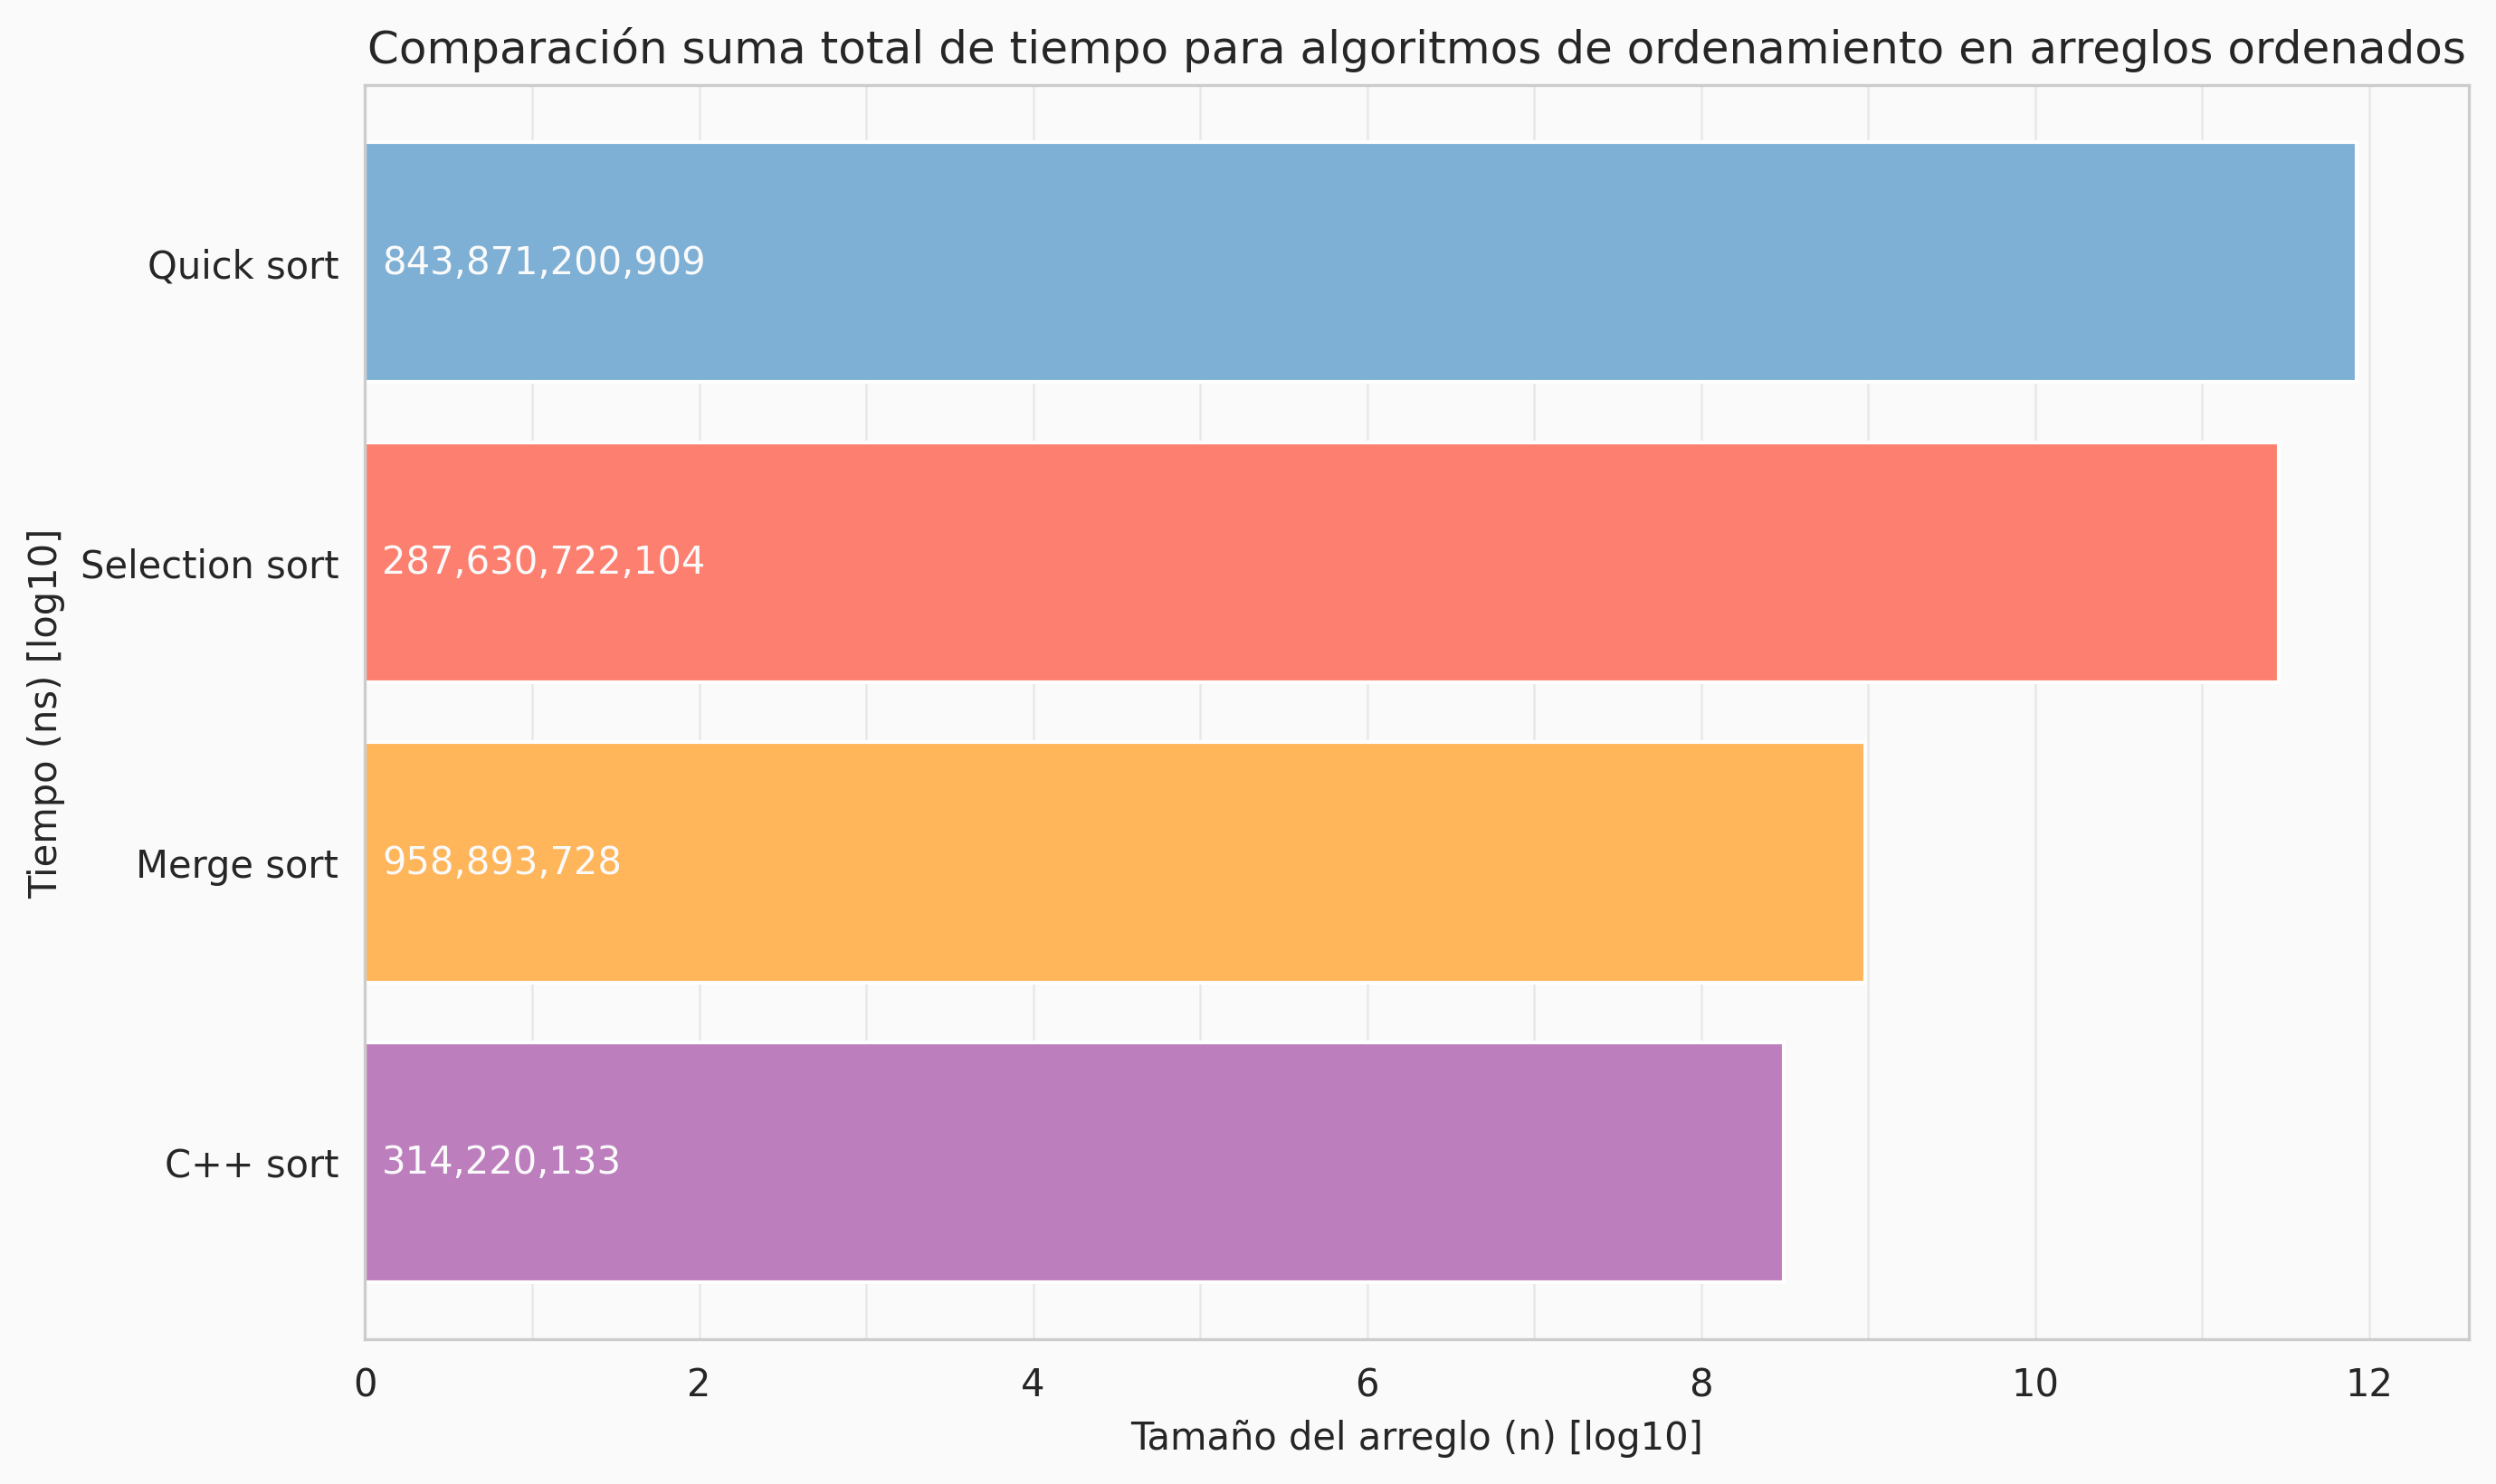 Comparación suma total de tiempo para algoritmos de ordenamiento en arreglos ordenados
Tiempo (ns) [log10]
Quick sort
843,871,200,909
Selection sort
287,630,722,104
Merge sort
958,893,728
C++ sort
314,220,133
0 2 4 6 8 10 12
Tamaño del arreglo (n) [log10]